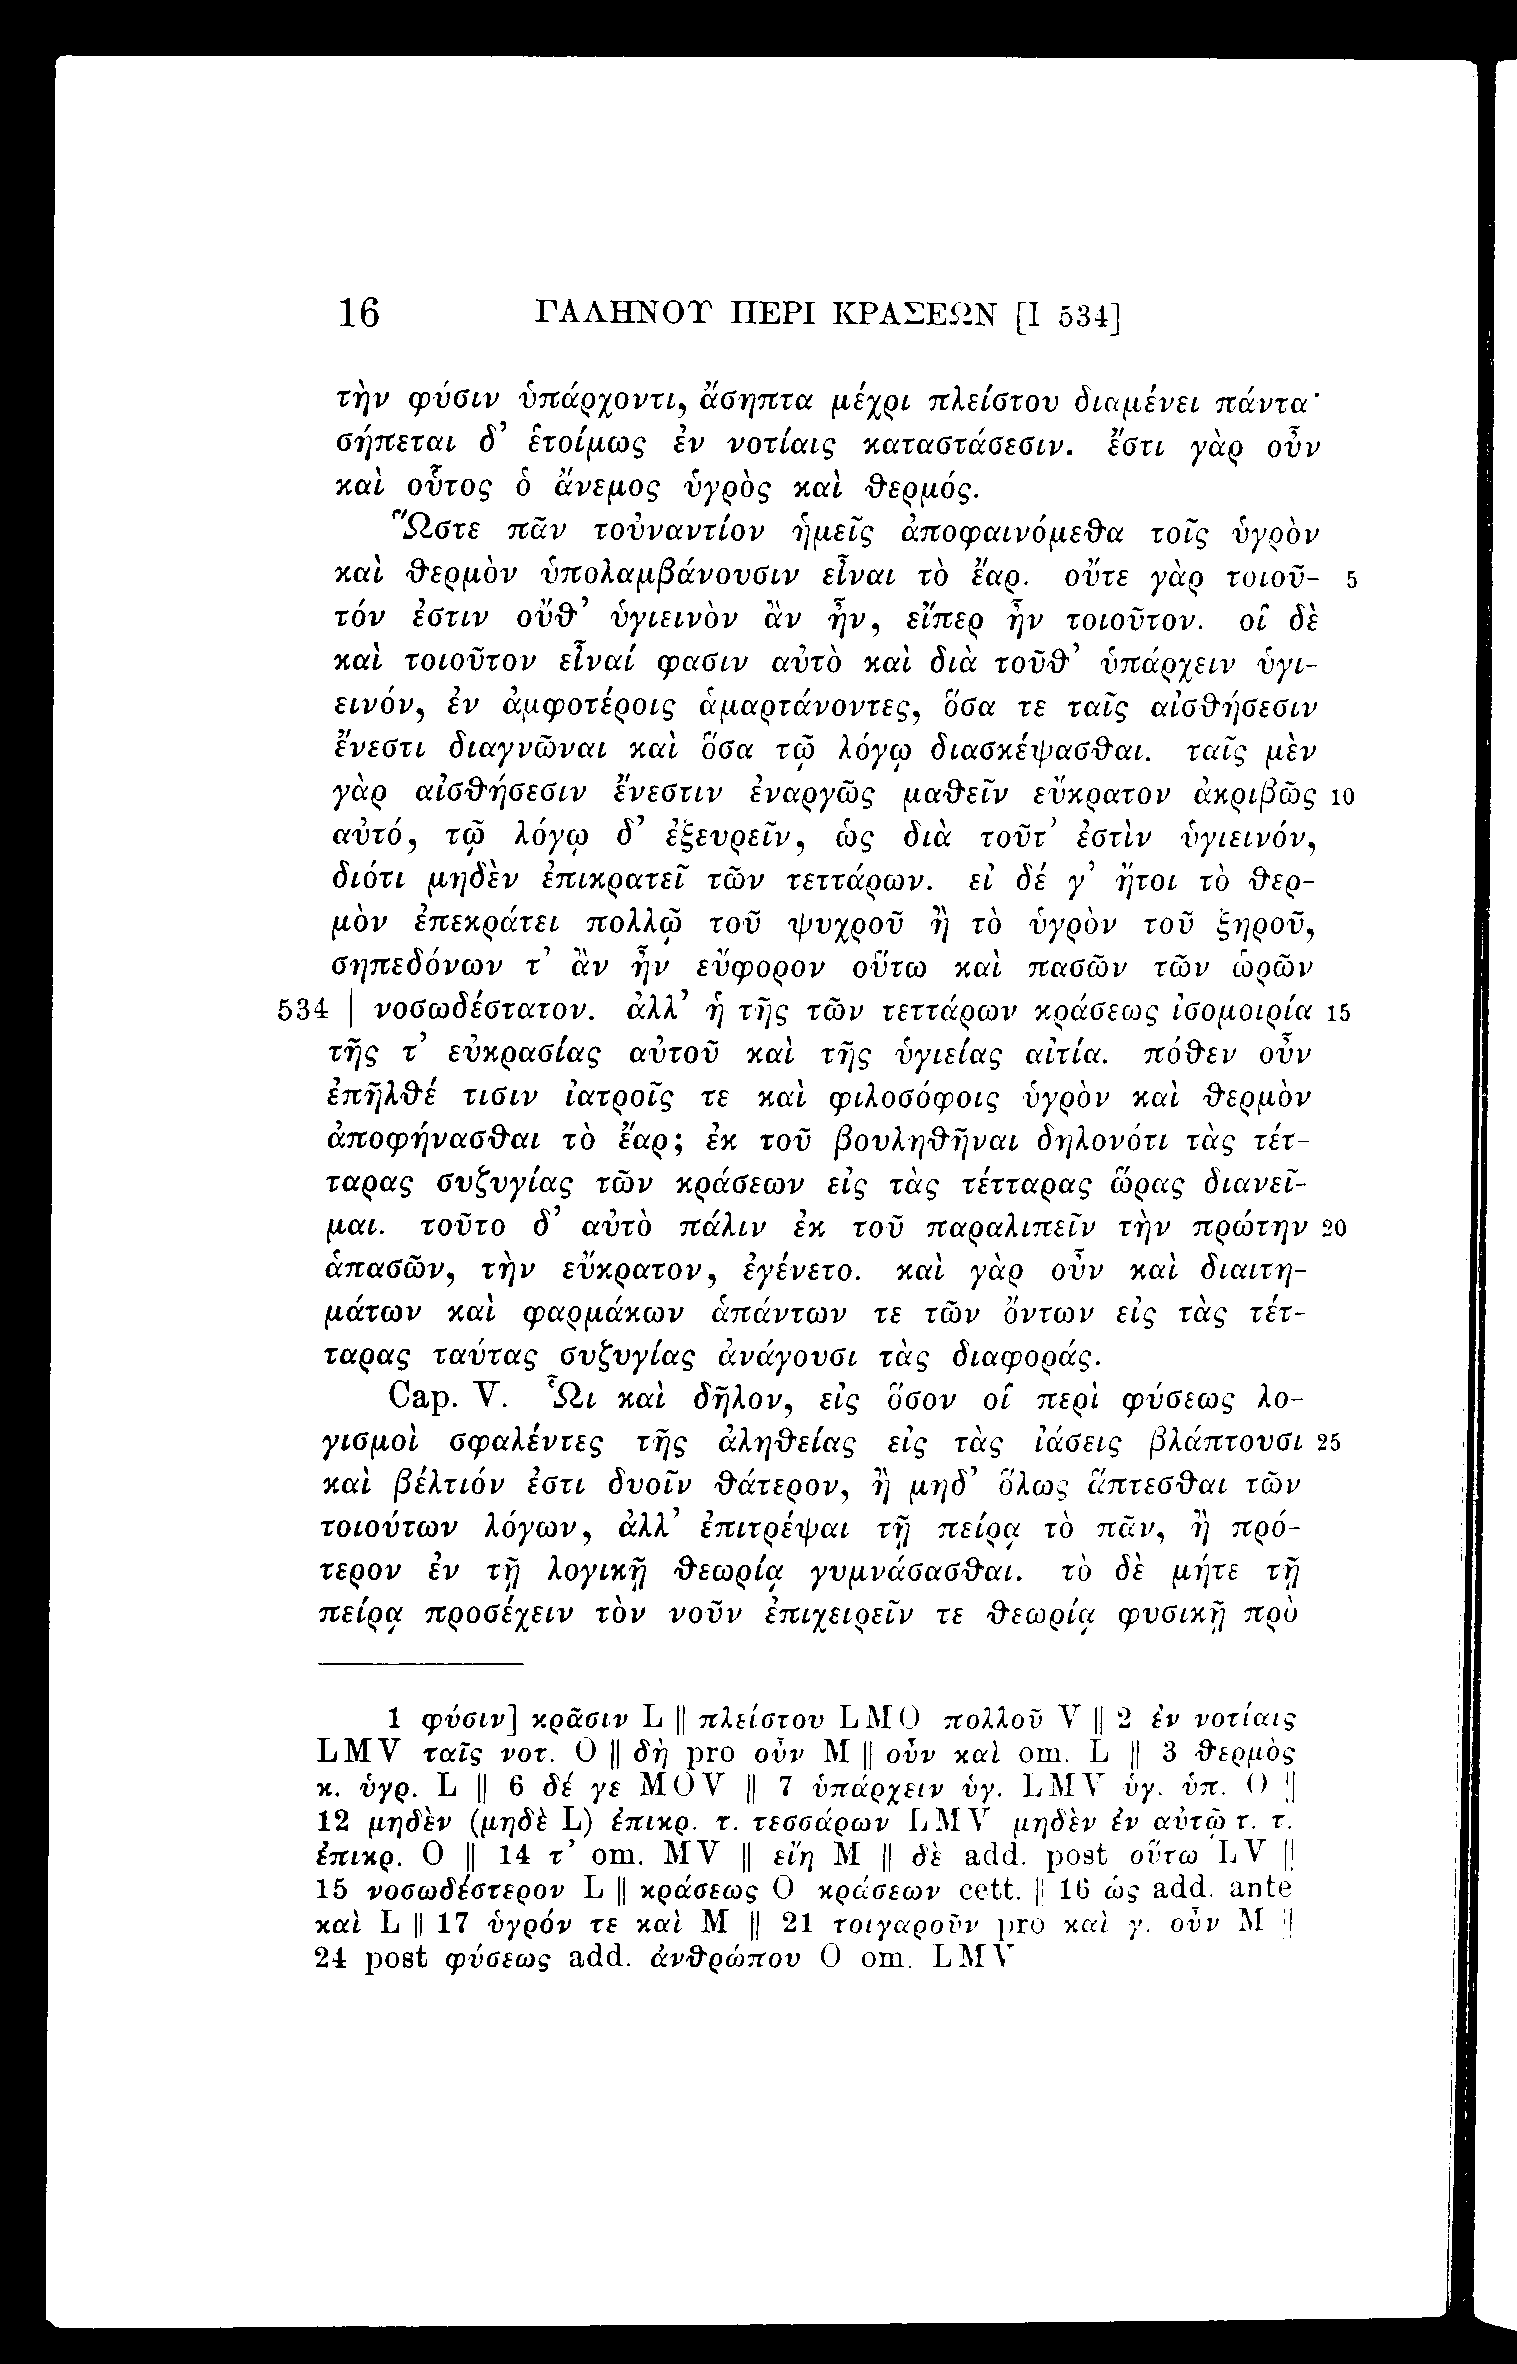 16 ΓΑΛΗΝΟΥ ΠΕΡΙ ΚΡΑΣΕΩΝ [I 534]
τὴν φύσιν ὑπάρχοντι, ἄσηπτα μέχρι πλείστου διαμένει πάντα·
σήπεται δ’ ἑτοίμως ἐν νοτίαις καταστάσεσιν. ἔστι γὰρ οὖν
καὶ οὗτος ὁ ἄνεμος ὑγρὸς καὶ θερμός.
Ὥστε πᾶν τοὐναντίον ἡμεῖς ἀποφαινόμεθα τοῖς ὑγρὸν
καὶ θερμὸν ὑπολαμβάνουσιν εἶναι τὸ ἔαρ. οὔτε γὰρ τοιοῦ- 5
τόν ἐστιν οὔθ’ ὑγιεινὸν ἂν ἦν, εἴπερ ἦν τοιοῦτον. οἳ δὲ
καὶ τοιοῦτον εἶναί φασιν αὐτὸ καὶ διὰ τοῦθ’ ὑπάρχειν ὑγι-
εινόν, ἐν ἀμφοτέροις ἁμαρτάνοντες, ὅσα τε ταῖς αἰσθήσεσιν
ἔνεστι διαγνῶναι καὶ ὅσα τῷ λόγῳ διασκέψασθαι. ταῖς μὲν
γὰρ αἰσθήσεσιν ἔνεστιν ἐναργῶς μαθεῖν εὔκρατον ἀκριβῶς 10
αὐτό, τῷ λόγῳ δ’ ἐξευρεῖν, ὡς διὰ τοῦτ’ ἐστὶν ὑγιεινόν,
διότι μηδὲν ἐπικρατεῖ τῶν τεττάρων. εἰ δέ γ’ ἤτοι τὸ θερ-
μὸν ἐπεκράτει πολλῷ τοῦ ψυχροῦ ἢ τὸ ὑγρὸν τοῦ ξηροῦ,
σηπεδόνων τ’ ἂν ἦν εὔφορον οὕτω καὶ πασῶν τῶν ὡρῶν
534 | νοσωδέστατον. ἀλλ’ ἡ τῆς τῶν τεττάρων κράσεως ἰσομοιρία 15
τῆς τ’ εὐκρασίας αὐτοῦ καὶ τῆς ὑγιείας αἰτία. πόθεν οὖν
ἐπῆλθέ τισιν ἰατροῖς τε καὶ φιλοσόφοις ὑγρὸν καὶ θερμὸν
ἀποφήνασθαι τὸ ἔαρ; ἐκ τοῦ βουληθῆναι δηλονότι τὰς τέτ-
ταρας συζυγίας τῶν κράσεων εἰς τὰς τέτταρας ὥρας διανεῖ-
μαι. τοῦτο δ’ αὐτὸ πάλιν ἐκ τοῦ παραλιπεῖν τὴν πρώτην 20
ἁπασῶν, τὴν εὔκρατον, ἐγένετο. καὶ γὰρ οὖν καὶ διαιτη-
μάτων καὶ φαρμάκων ἁπάντων τε τῶν ὄντων εἰς τὰς τέτ-
ταρας ταύτας συζυγίας ἀνάγουσι τὰς διαφοράς.
Cap. V. Ὧι καὶ δῆλον, εἰς ὅσον οἱ περὶ φύσεως λο-
γισμοὶ σφαλέντες τῆς ἀληθείας εἰς τὰς ἰάσεις βλάπτουσι 25
καὶ βέλτιόν ἐστι δυοῖν θάτερον, ἢ μηδ’ ὅλως ἅπτεσθαι τῶν
τοιούτων λόγων, ἀλλ’ ἐπιτρέψαι τῇ πείρᾳ τὸ πᾶν, ἢ πρό-
τερον ἐν τῇ λογικῇ θεωρίᾳ γυμνάσασθαι. τὸ δὲ μήτε τῇ
πείρᾳ προσέχειν τὸν νοῦν ἐπιχειρεῖν τε θεωρίᾳ φυσικῇ πρὸ
1 φύσιν] κρᾶσιν L || πλείστου LMO πολλοῦ V || 2 ἐν νοτίαις
LMV ταῖς νοτ. O || δὴ pro οὖν M || οὖν καὶ om. L || 3 θερμὸς
κ. ὑγρ. L || 6 δέ γε MOV || 7 ὑπάρχειν ὑγ. LMV ὑγ. ὑπ. O ||
12 μηδὲν (μηδὲ L) ἐπικρ. τ. τεσσάρων LMV μηδὲν ἐν αὐτῷ τ. τ.
ἐπικρ. O || 14 τ’ om. MV || εἴη M || δὲ add. post οὕτω LV ||
15 νοσωδέστερον L || κράσεως O κράσεων cett. || 16 ὡς add. ante
καὶ L || 17 ὑγρόν τε καὶ M || 21 τοιγαροῦν pro καὶ γ. οὖν M ||
24 post φύσεως add. ἀνθρώπου O om. LMV